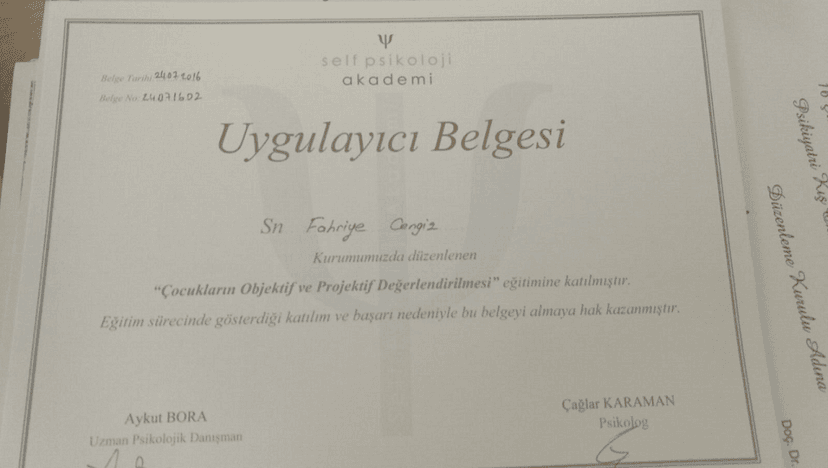 Ψ
self psikoloji
akademi
Belge Tarihi 24.07.2016
Belge No: 24071602
Uygulayıcı Belgesi
Sn Fahriye Cengiz
Kurumumuzda düzenlenen
“Çocukların Objektif ve Projektif Değerlendirilmesi” eğitimine katılmıştır.
Eğitim sürecinde gösterdiği katılım ve başarı nedeniyle bu belgeyi almaya hak kazanmıştır.
Aykut BORA
Uzman Psikolojik Danışman
Çağlar KARAMAN
Psikolog
Psikiyatri Kış
Düzenleme Kurulu Adına
Doç. Dr.